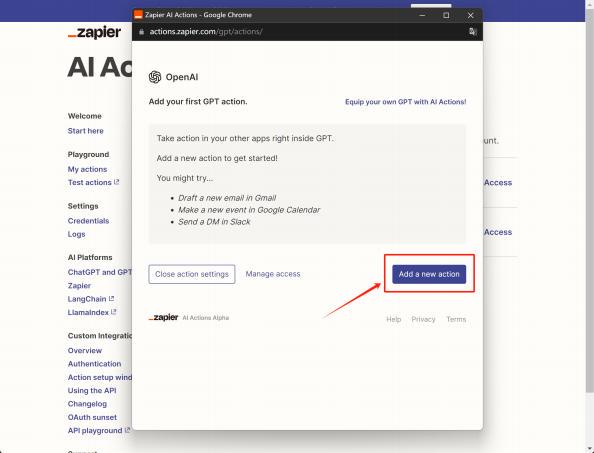 Zapier AI Actions - Google Chrome
actions.zapier.com/gpt/actions/
zapier
AI Ac
OpenAI
Add your first GPT action.
Equip your own GPT with AI Actions!
Take action in your other apps right inside GPT.
Add a new action to get started!
You might try...
Draft a new email in Gmail
Make a new event in Google Calendar
Send a DM in Slack
Close action settings
Manage access
Add a new action
zapier AI Actions Alpha
Help Privacy Terms
Welcome
Start here
Playground
My actions
Test actions
Settings
Credentials
Logs
AI Platforms
ChatGPT and GPT
Zapier
LangChain
LlamaIndex
Custom Integratio
Overview
Authentication
Action setup wind
Using the API
Changelog
OAuth sunset
API playground
unt.
Access
Access